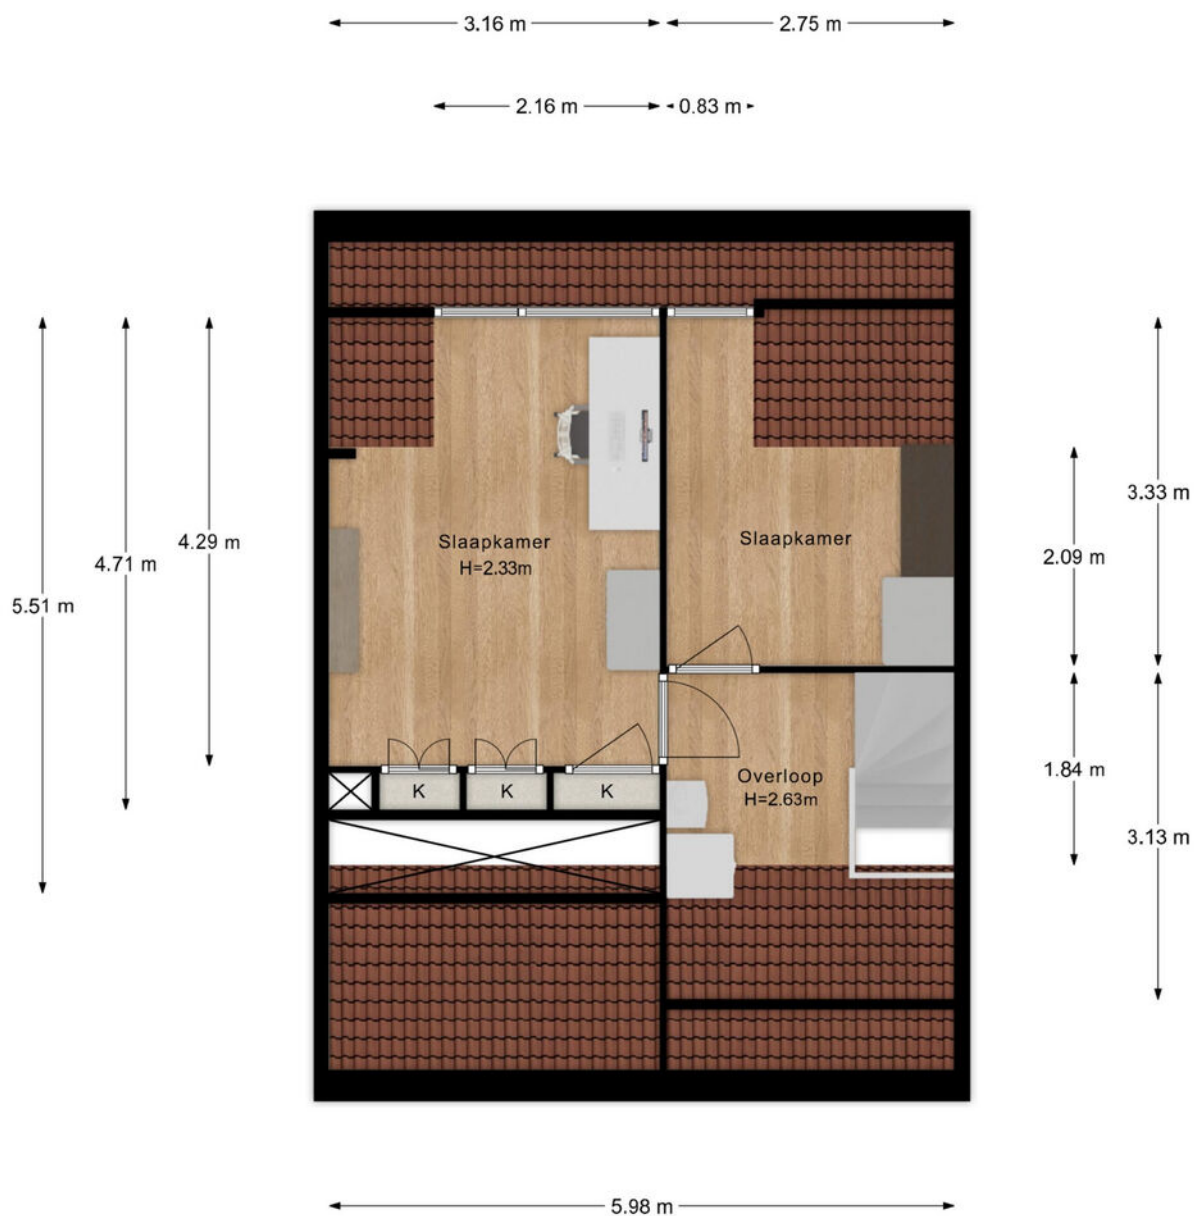 3.16 m
2.75 m
2.16 m
0.83 m
Slaapkamer
H=2.33m
Slaapkamer
4.29 m
4.71 m
5.51 m
3.33 m
2.09 m
Overloop
H=2.63m
1.84 m
3.13 m
K
K
K
5.98 m